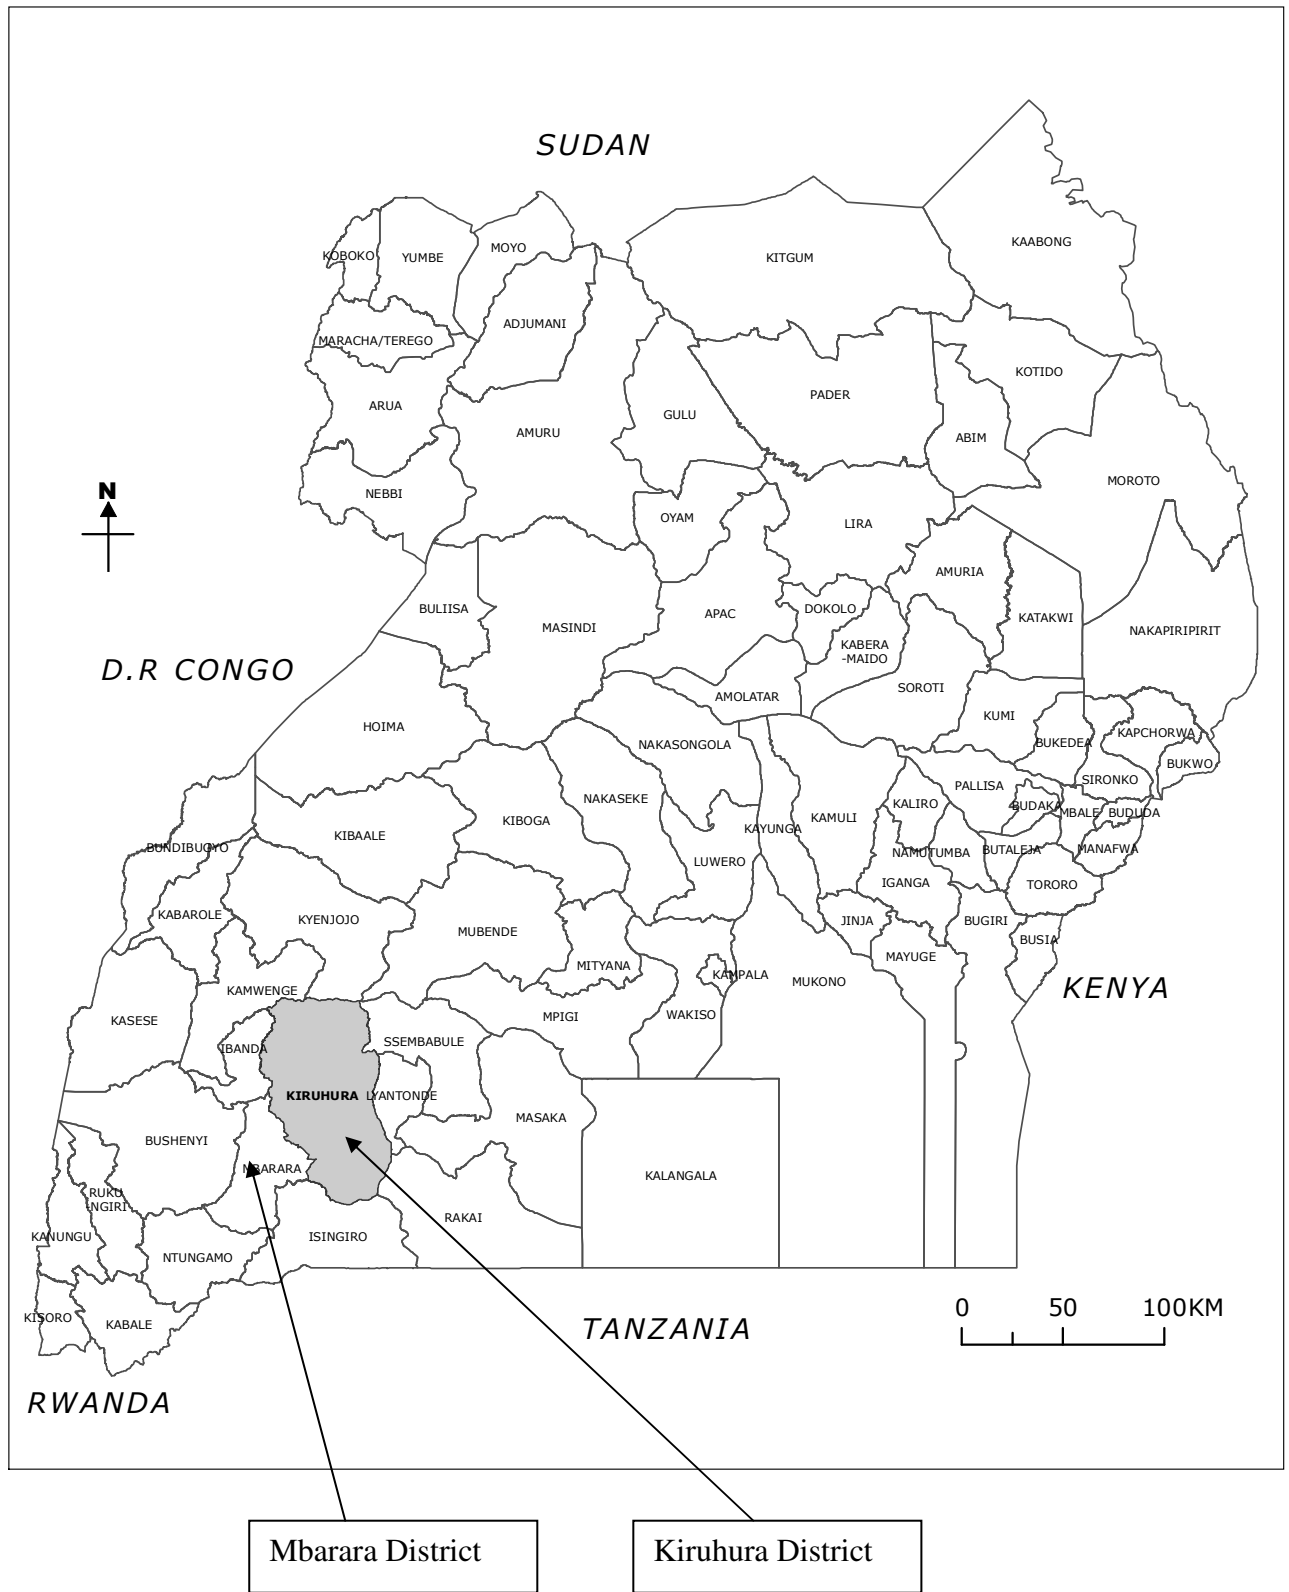 SUDAN
KAABONG
KOBOKO
YUMBE
MOYO
KITGUM
ADJUMANI
MARACHA/TEREGO
KOTIDO
ARUA
PADER
GULU
AMURU
ABIM
MOROTO
N
NEBBI
OYAM
LIRA
AMURIA
BULIISA
DOKOLO
APAC
KATAKWI
MASINDI
NAKAPIRIPIRIT
KABERA
-MAIDO
D.R CONGO
SOROTI
AMOLATAR
KUMI
HOIMA
KAPCHORWA
NAKASONGOLA
BUKEDEA
BUKWO
SIRONKO
PALLISA
NAKASEKE
KALIRO
BUDAKA
MBALE
BUDUDA
KIBOGA
KAMULI
KAYUNGA
KIBAALE
BUNDIBUGYO
NAMUTUMBA
BUTALEJA
MANAFWA
LUWERO
IGANGA
TORORO
KABAROLE
KYENJOJO
JINJA
BUGIRI
MUBENDE
BUSIA
MAYUGE
MITYANA
KAMPALA
MUKONO
KENYA
KAMWENGE
KASESE
MPIGI
WAKISO
IBANDA
SSEMBABULE
KIRUHURA
LYANTONDE
MASAKA
BUSHENYI
MBARARA
KALANGALA
RUKU
-NGIRI
RAKAI
KANUNGU
ISINGIRO
NTUNGAMO
KISORO
KABALE
0 50 100KM
TANZANIA
RWANDA
Mbarara District
Kiruhura District